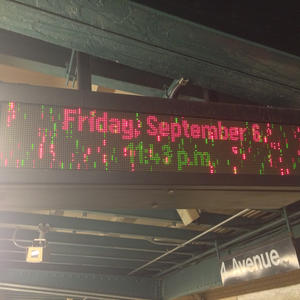 Friday, September 6,
11:43 p.m.
Avenue